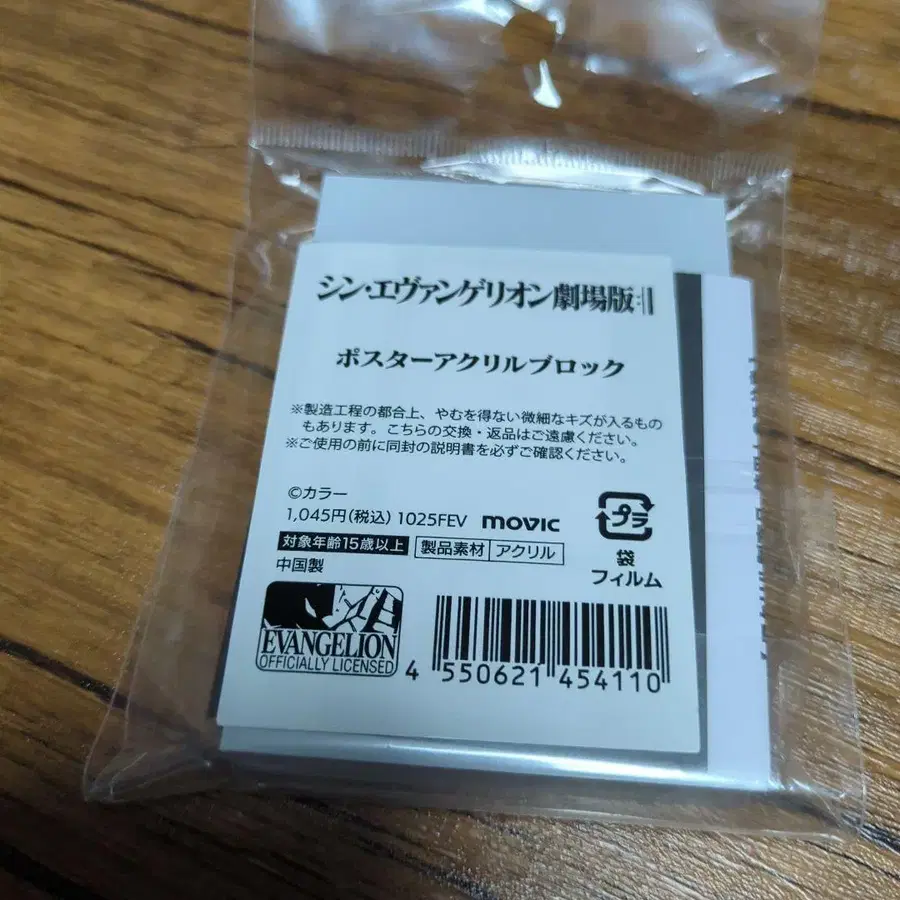 シン・エヴァンゲリオン劇場版:||
ポスターアクリルブロック
※製造工程の都合上、やむを得ない微細なキズが入るもの
もあります。こちらの交換・返品はご遠慮ください。
※ご使用の前に同封の説明書を必ずご確認ください。
©カラー
1,045円(税込) 1025FEV movic
対象年齢15歳以上 製品素材 アクリル
中国製
プラ
袋
フィルム
EVANGELION
OFFICIALLY LICENSED
4 550621 454110